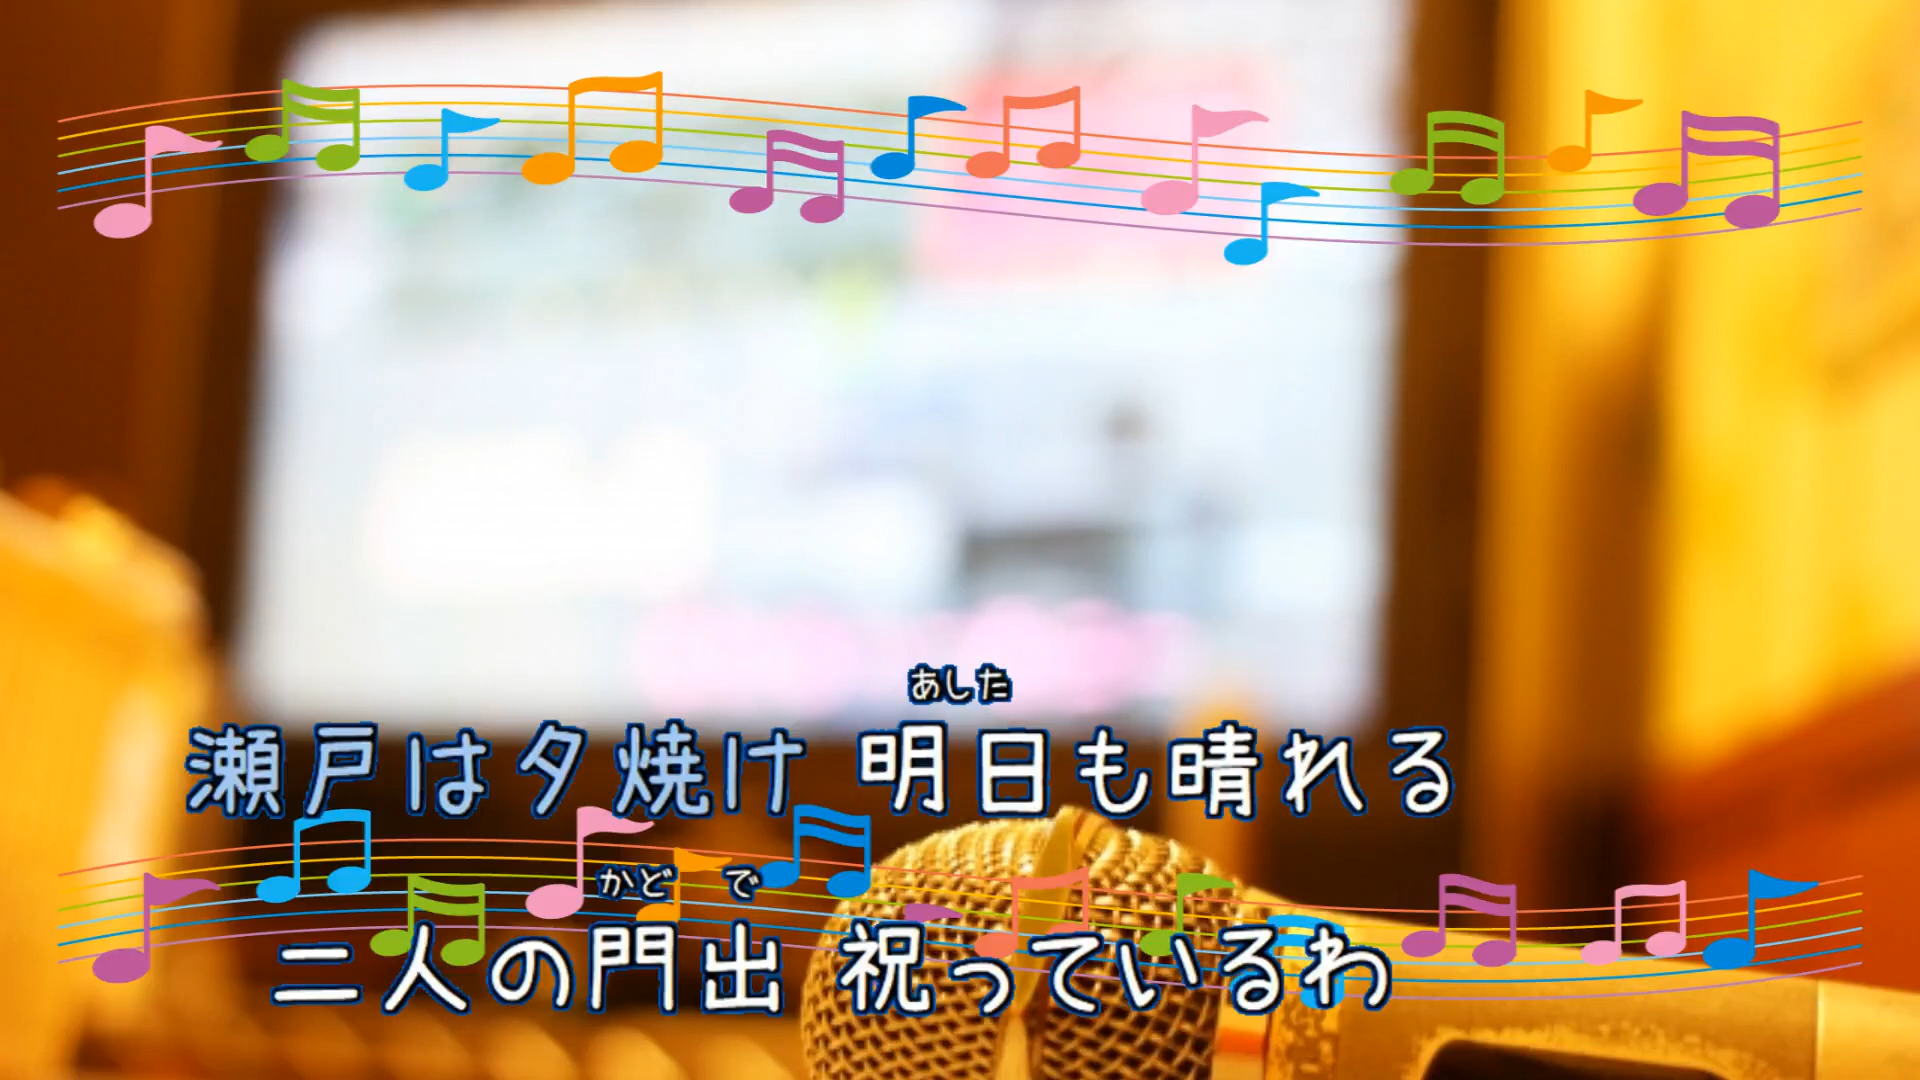 あした
瀬戸は夕焼け 明日も晴れる
かど で
二人の門出 祝っているわ